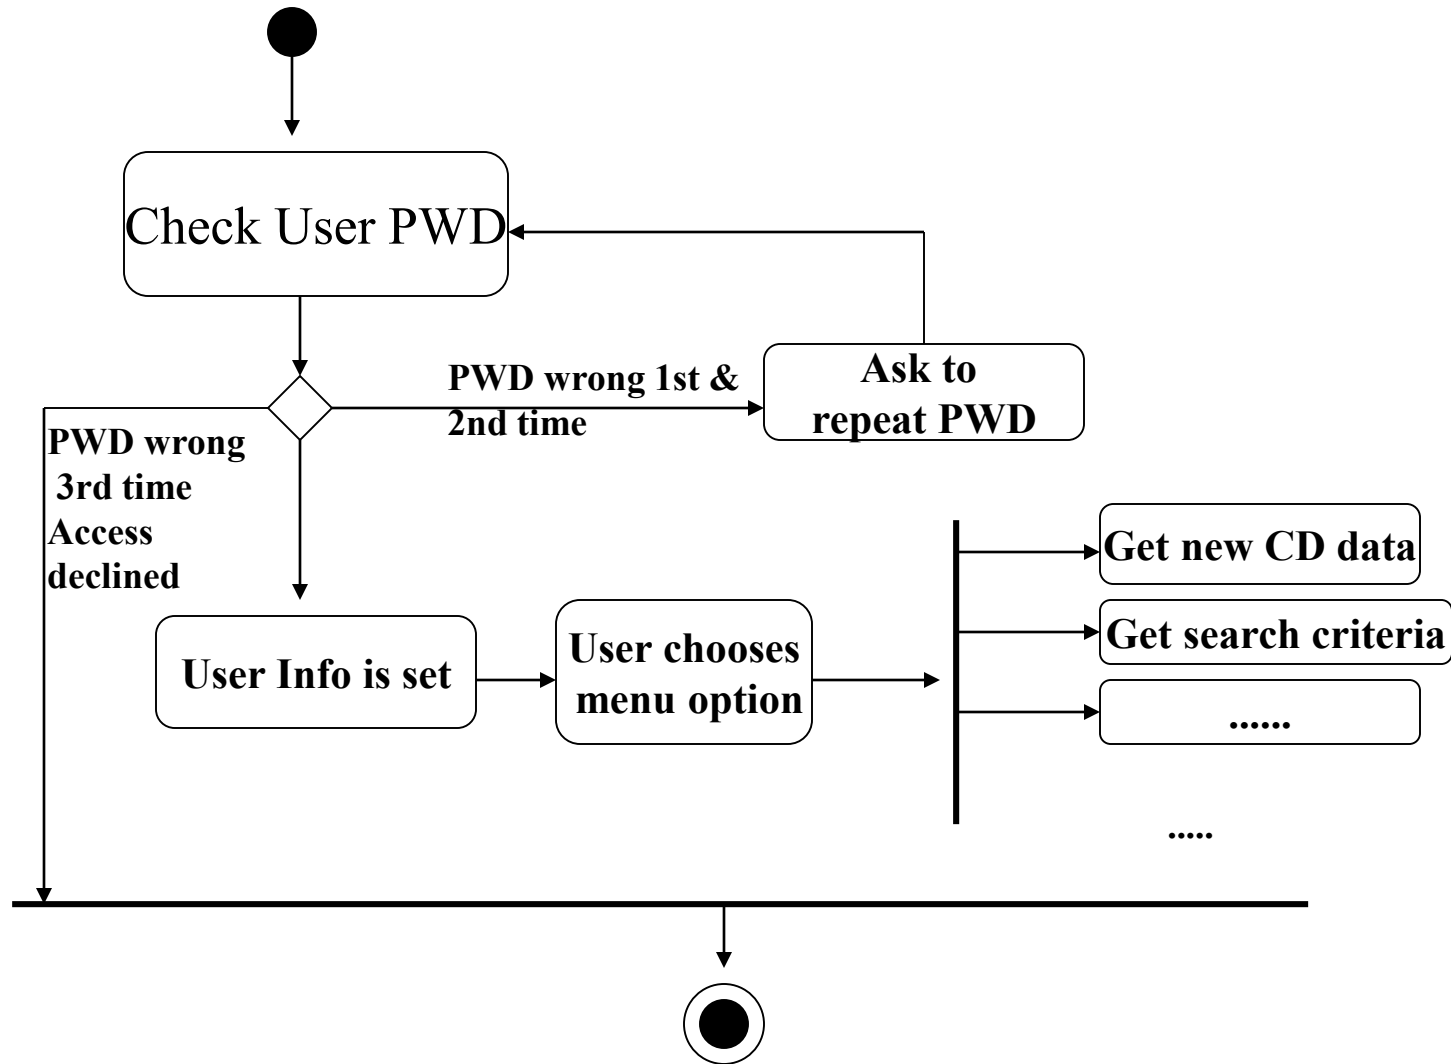 Check User PWD
PWD wrong 1st &
2nd time
Ask to
repeat PWD
PWD wrong
3rd time
Access
declined
User Info is set
User chooses
menu option
Get new CD data
Get search criteria
......
.....